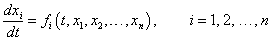 dx_i/dt = f_i(t, x_1, x_2, ..., x_n), i = 1, 2, ..., n